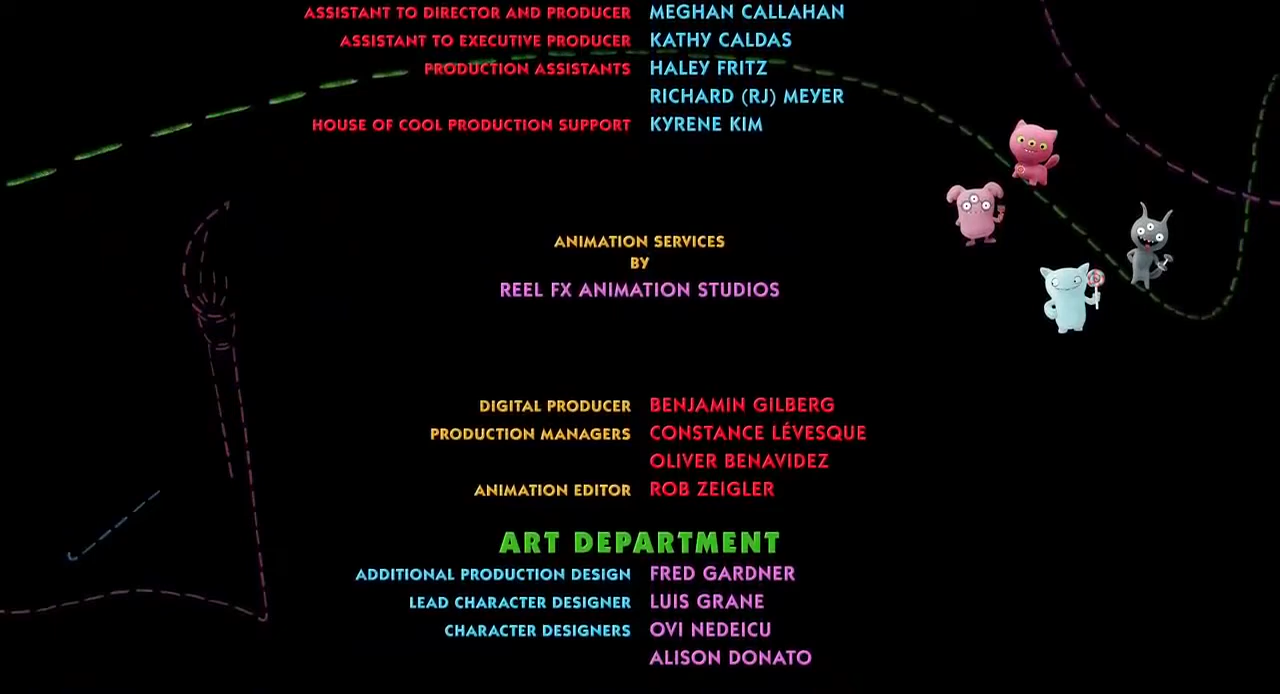 ASSISTANT TO DIRECTOR AND PRODUCER MEGHAN CALLAHAN
ASSISTANT TO EXECUTIVE PRODUCER KATHY CALDAS
PRODUCTION ASSISTANTS HALEY FRITZ
RICHARD (RJ) MEYER
HOUSE OF COOL PRODUCTION SUPPORT KYRENE KIM
ANIMATION SERVICES
BY
REEL FX ANIMATION STUDIOS
DIGITAL PRODUCER BENJAMIN GILBERG
PRODUCTION MANAGERS CONSTANCE LÉVESQUE
OLIVER BENAVIDEZ
ANIMATION EDITOR ROB ZEIGLER
ART DEPARTMENT
ADDITIONAL PRODUCTION DESIGN FRED GARDNER
LEAD CHARACTER DESIGNER LUIS GRANE
CHARACTER DESIGNERS OVI NEDEICU
ALISON DONATO